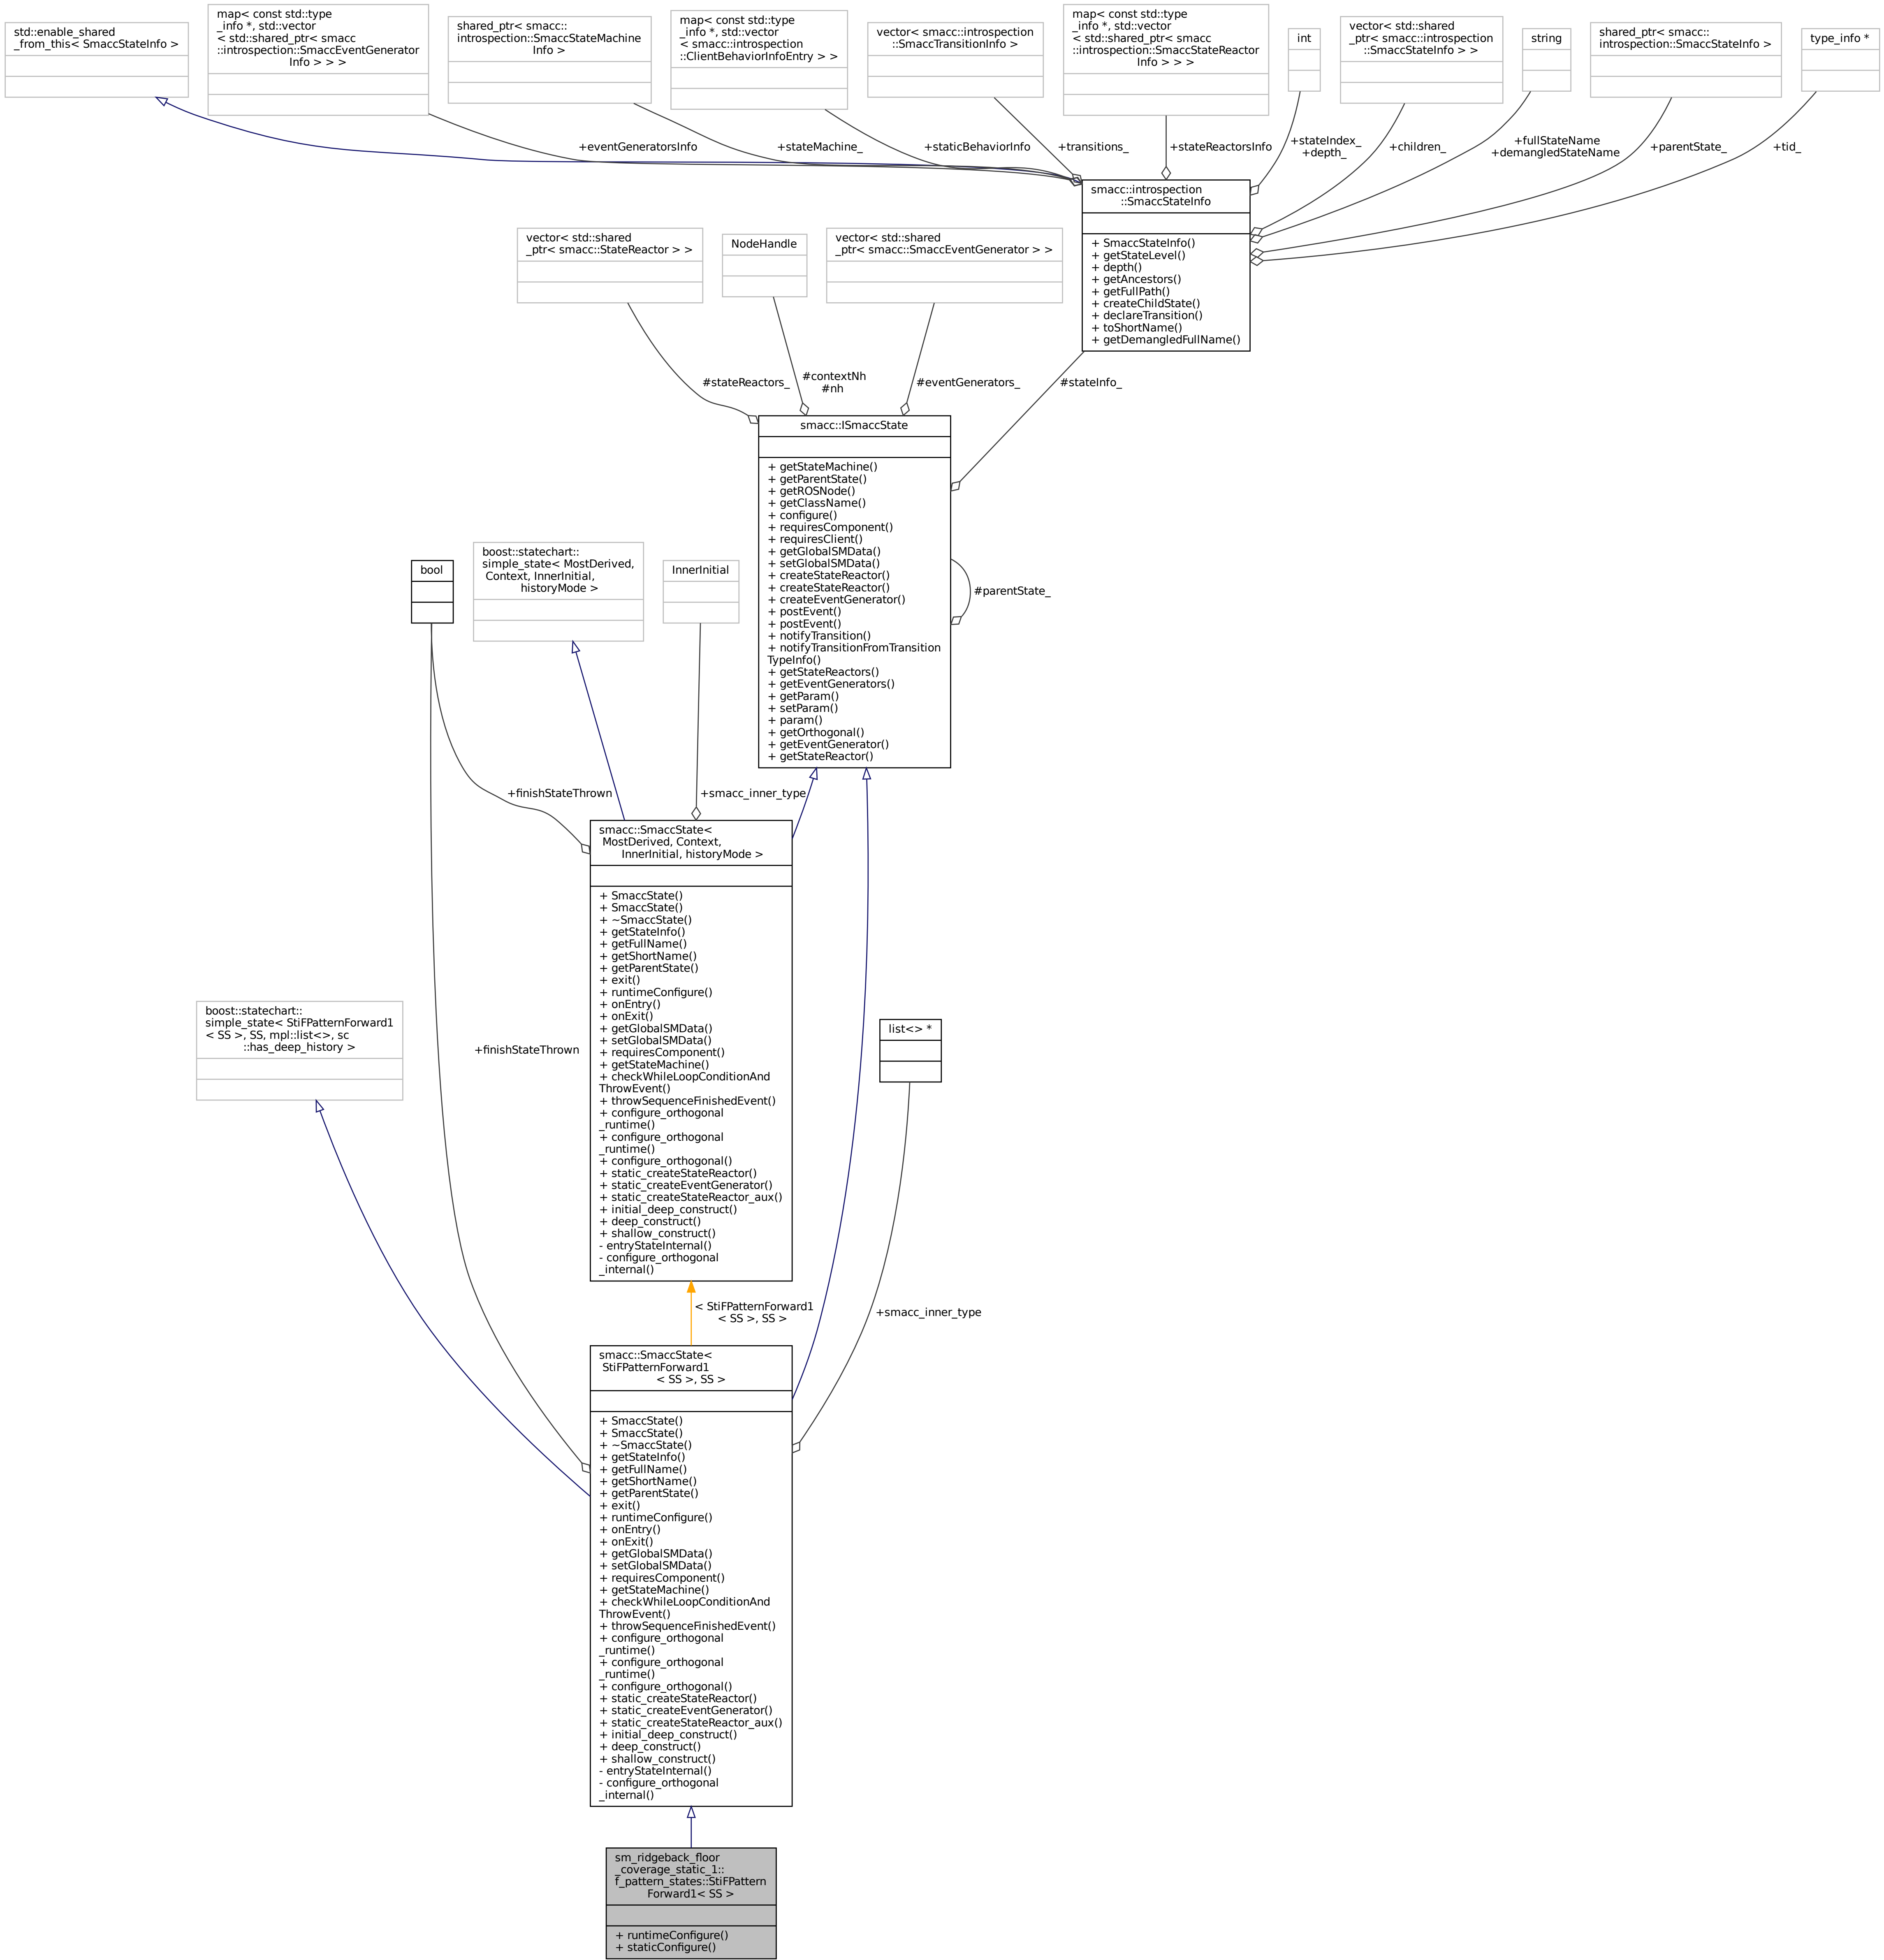 std::enable_shared
_from_this< SmaccStateInfo >
map< const std::type
_info *, std::vector
< std::shared_ptr< smacc
::introspection::SmaccEventGenerator
Info > > >
shared_ptr< smacc::
introspection::SmaccStateMachine
Info >
map< const std::type
_info *, std::vector
< smacc::introspection
::ClientBehaviorInfoEntry > >
vector< smacc::introspection
::SmaccTransitionInfo >
map< const std::type
_info *, std::vector
< std::shared_ptr< smacc
::introspection::SmaccStateReactor
Info > > >
int
vector< std::shared
_ptr< smacc::introspection
::SmaccStateInfo > >
string
shared_ptr< smacc::
introspection::SmaccStateInfo >
type_info *
+eventGeneratorsInfo
+stateMachine_
+staticBehaviorInfo
+transitions_
+stateReactorsInfo
+stateIndex_
+depth_
+children_
+fullStateName
+demangledStateName
+parentState_
+tid_
smacc::introspection
::SmaccStateInfo
+ SmaccStateInfo()
+ getStateLevel()
+ depth()
+ getAncestors()
+ getFullPath()
+ createChildState()
+ declareTransition()
+ toShortName()
+ getDemangledFullName()
vector< std::shared
_ptr< smacc::StateReactor > >
NodeHandle
vector< std::shared
_ptr< smacc::SmaccEventGenerator > >
#stateReactors_
#contextNh
#nh
#eventGenerators_
#stateInfo_
smacc::ISmaccState
+ getStateMachine()
+ getParentState()
+ getROSNode()
+ getClassName()
+ configure()
+ requiresComponent()
+ requiresClient()
+ getGlobalSMData()
+ setGlobalSMData()
+ createStateReactor()
+ createStateReactor()
+ createEventGenerator()
+ postEvent()
+ postEvent()
+ notifyTransition()
+ notifyTransitionFromTransition
TypeInfo()
+ getStateReactors()
+ getEventGenerators()
+ getParam()
+ setParam()
+ param()
+ getOrthogonal()
+ getEventGenerator()
+ getStateReactor()
#parentState_
bool
boost::statechart::
simple_state< MostDerived,
Context, InnerInitial,
historyMode >
InnerInitial
+finishStateThrown
+smacc_inner_type
smacc::SmaccState<
MostDerived, Context,
InnerInitial, historyMode >
+ SmaccState()
+ SmaccState()
+ ~SmaccState()
+ getStateInfo()
+ getFullName()
+ getShortName()
+ getParentState()
+ exit()
+ runtimeConfigure()
+ onEntry()
+ onExit()
+ getGlobalSMData()
+ setGlobalSMData()
+ requiresComponent()
+ getStateMachine()
+ checkWhileLoopConditionAnd
ThrowEvent()
+ throwSequenceFinishedEvent()
+ configure_orthogonal
_runtime()
+ configure_orthogonal
_runtime()
+ configure_orthogonal()
+ static_createStateReactor()
+ static_createEventGenerator()
+ static_createStateReactor_aux()
+ initial_deep_construct()
+ deep_construct()
+ shallow_construct()
- entryStateInternal()
- configure_orthogonal
_internal()
boost::statechart::
simple_state< StiFPatternForward1
< SS >, SS, mpl::list<>, sc
::has_deep_history >
+finishStateThrown
list<> *
< StiFPatternForward1
< SS >, SS >
+smacc_inner_type
smacc::SmaccState<
StiFPatternForward1
< SS >, SS >
+ SmaccState()
+ SmaccState()
+ ~SmaccState()
+ getStateInfo()
+ getFullName()
+ getShortName()
+ getParentState()
+ exit()
+ runtimeConfigure()
+ onEntry()
+ onExit()
+ getGlobalSMData()
+ setGlobalSMData()
+ requiresComponent()
+ getStateMachine()
+ checkWhileLoopConditionAnd
ThrowEvent()
+ throwSequenceFinishedEvent()
+ configure_orthogonal
_runtime()
+ configure_orthogonal
_runtime()
+ configure_orthogonal()
+ static_createStateReactor()
+ static_createEventGenerator()
+ static_createStateReactor_aux()
+ initial_deep_construct()
+ deep_construct()
+ shallow_construct()
- entryStateInternal()
- configure_orthogonal
_internal()
sm_ridgeback_floor
_coverage_static_1::
f_pattern_states::StiFPattern
Forward1< SS >
+ runtimeConfigure()
+ staticConfigure()